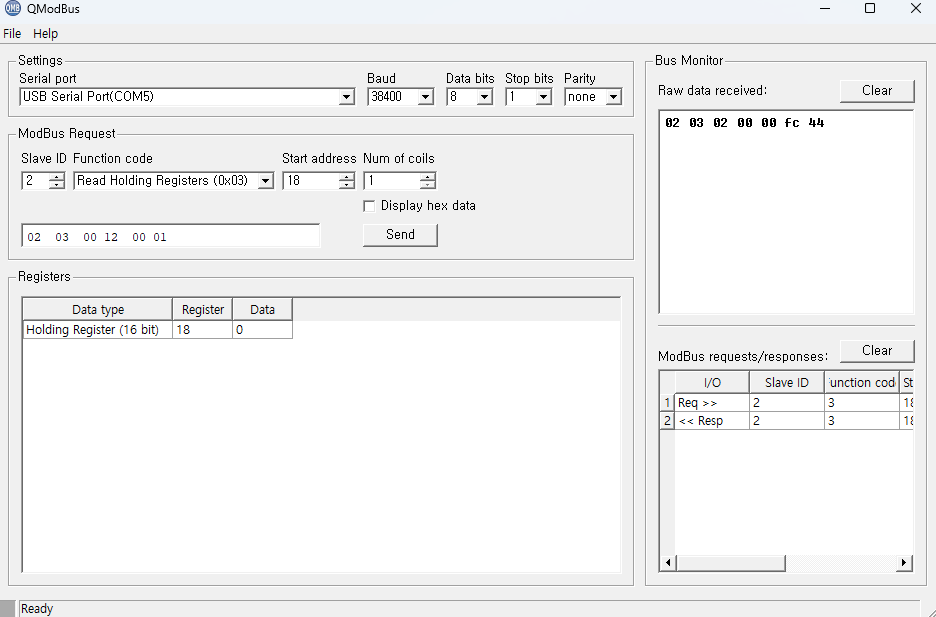 QModBus
File Help
Settings
Serial port Baud Data bits Stop bits Parity
USB Serial Port(COM5) 38400 8 1 none
ModBus Request
Slave ID Function code Start address Num of coils
2 Read Holding Registers (0x03) 18 1
Display hex data
02 03 00 12 00 01 Send
Registers
Data type Register Data
Holding Register (16 bit) 18 0
Bus Monitor
Raw data received: Clear
02 03 02 00 00 fc 44
ModBus requests/responses: Clear
I/O Slave ID unction cod St
1 Req >> 2 3 18
2 << Resp 2 3 18
Ready